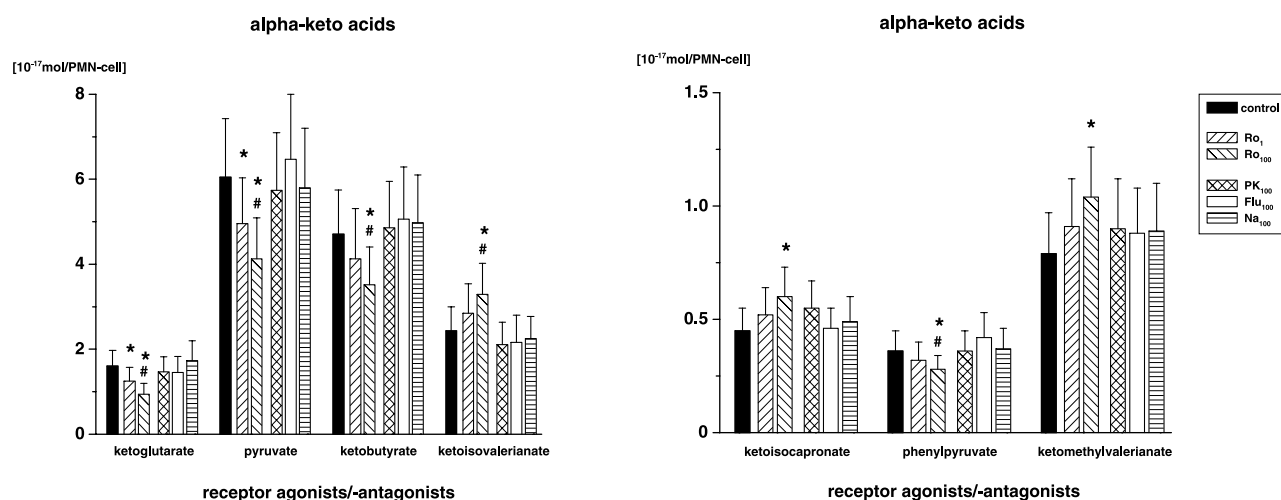 alpha-keto acids
[10-17mol/PMN-cell]
8
6
4
2
0
*
*
#
*
*
#
*
#
*
#
ketoglutarate pyruvate ketobutyrate ketoisovalerianate
receptor agonists/-antagonists
alpha-keto acids
[10-17mol/PMN-cell]
1.5
1.0
0.5
0
*
*
#
*
ketoisocapronate phenylpyruvate ketomethylvalerianate
receptor agonists/-antagonists
control
Ro1
Ro100
PK100
Flu100
Na100